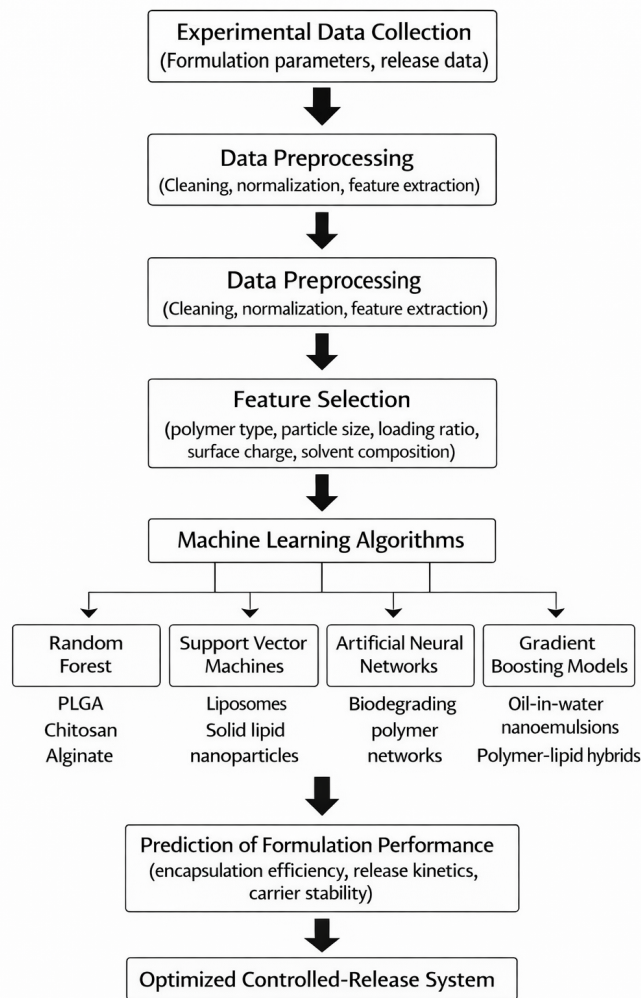 Experimental Data Collection
(Formulation parameters, release data)
Data Preprocessing
(Cleaning, normalization, feature extraction)
Data Preprocessing
(Cleaning, normalization, feature extraction)
Feature Selection
(polymer type, particle size, loading ratio,
surface charge, solvent composition)
Machine Learning Algorithms
Random
Forest
PLGA
Chitosan
Alginate
Support Vector
Machines
Liposomes
Solid lipid
nanoparticles
Artificial Neural
Networks
Biodegrading
polymer
networks
Gradient
Boosting Models
Oil-in-water
nanoemulsions
Polymer-lipid hybrids
Prediction of Formulation Performance
(encapsulation efficiency, release kinetics,
carrier stability)
Optimized Controlled-Release System